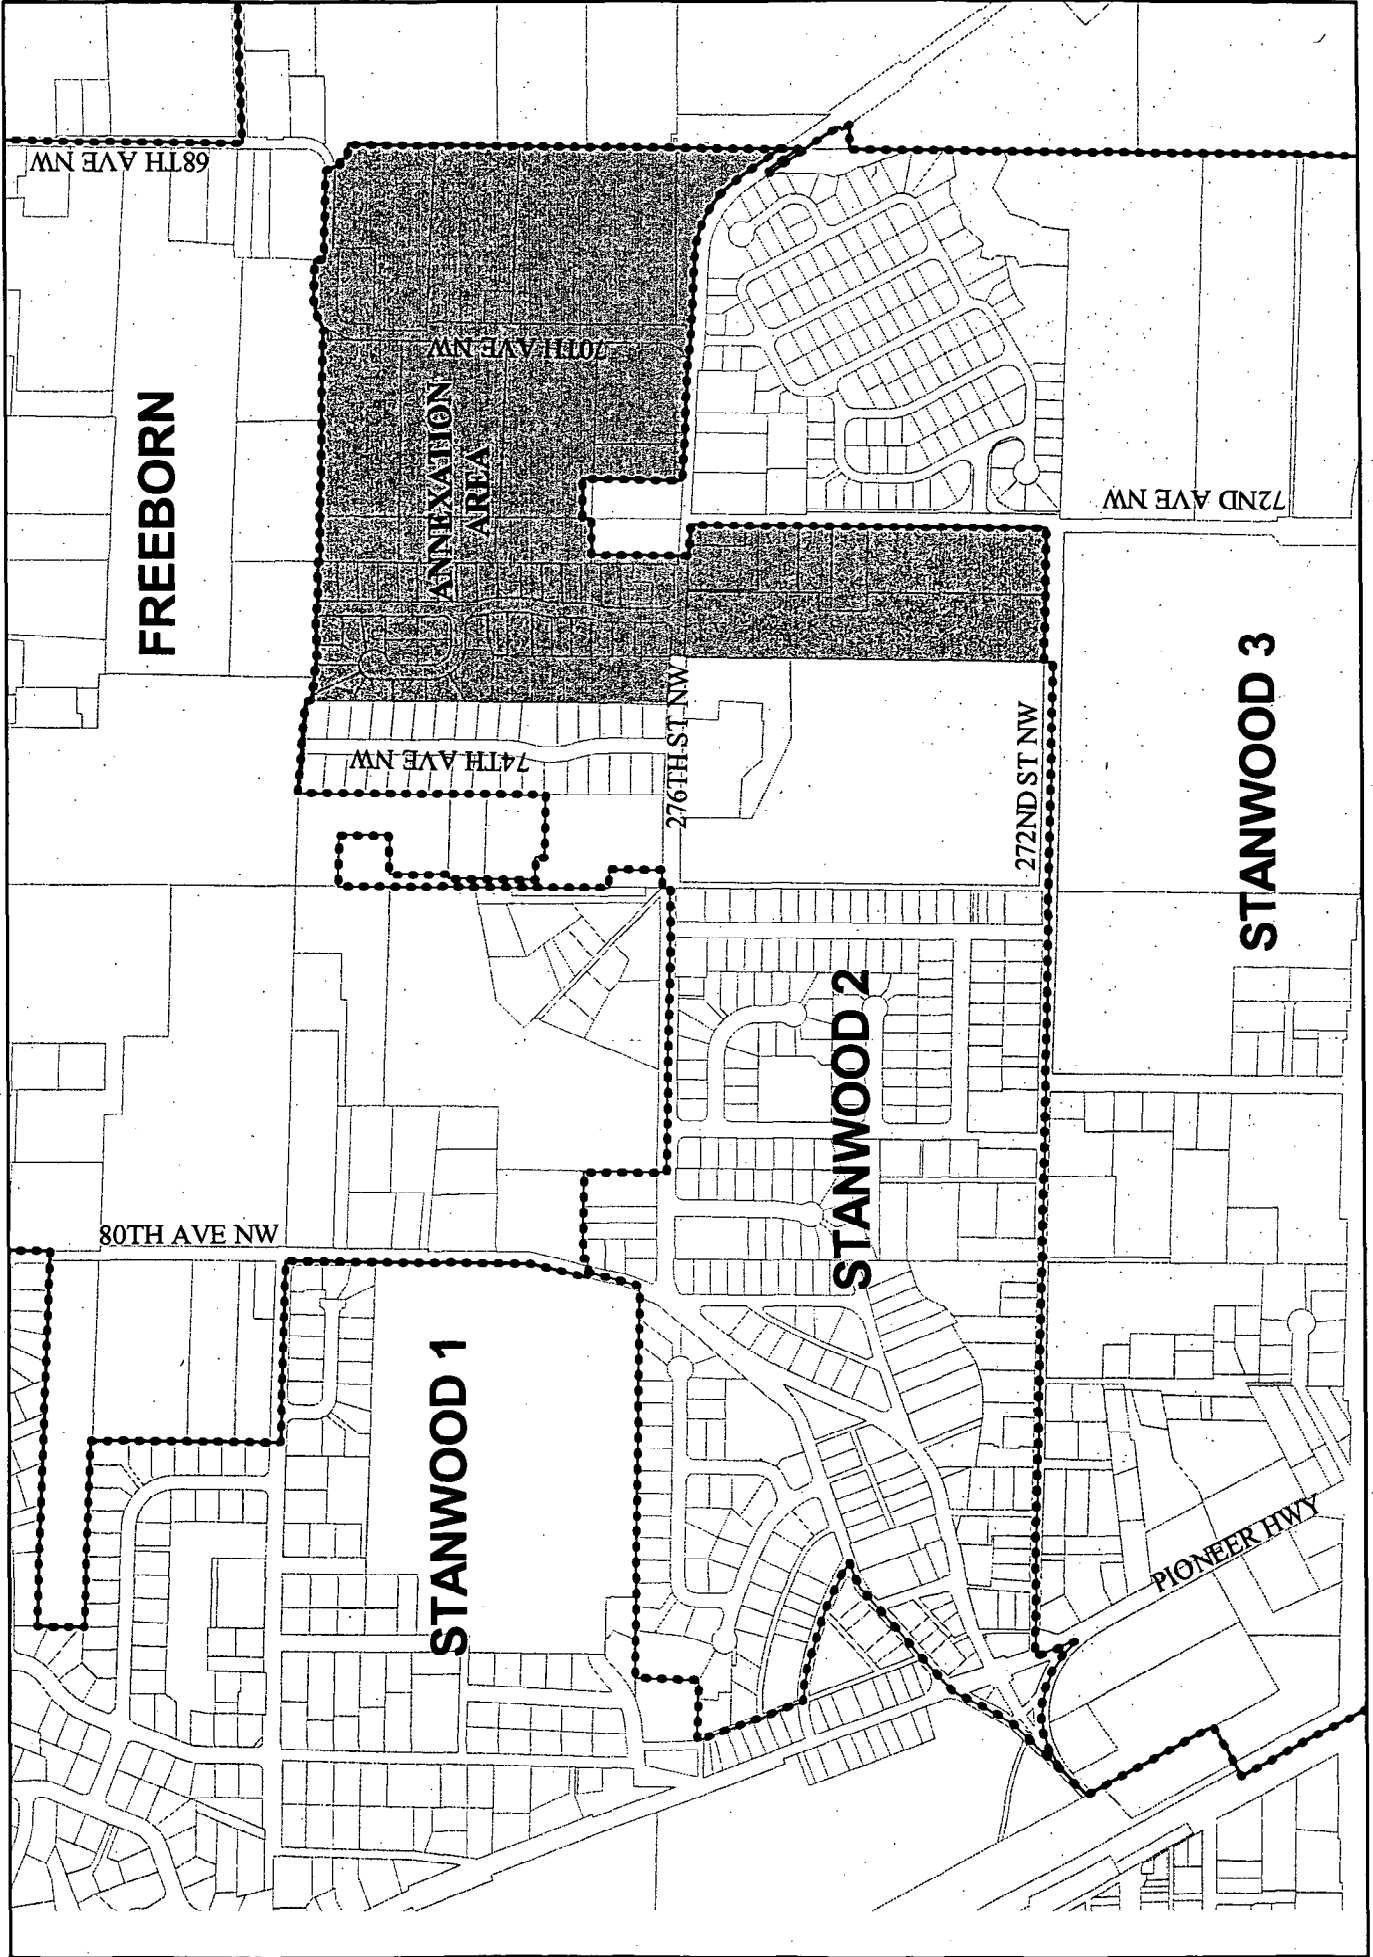 68TH AVE NW
FREEBORN
70TH AVE NW
ANNEXATION
AREA
72ND AVE NW
74TH AVE NW
276TH ST NW
272ND ST NW
STANWOOD 3
STANWOOD 2
80TH AVE NW
STANWOOD 1
PIONEER HWY